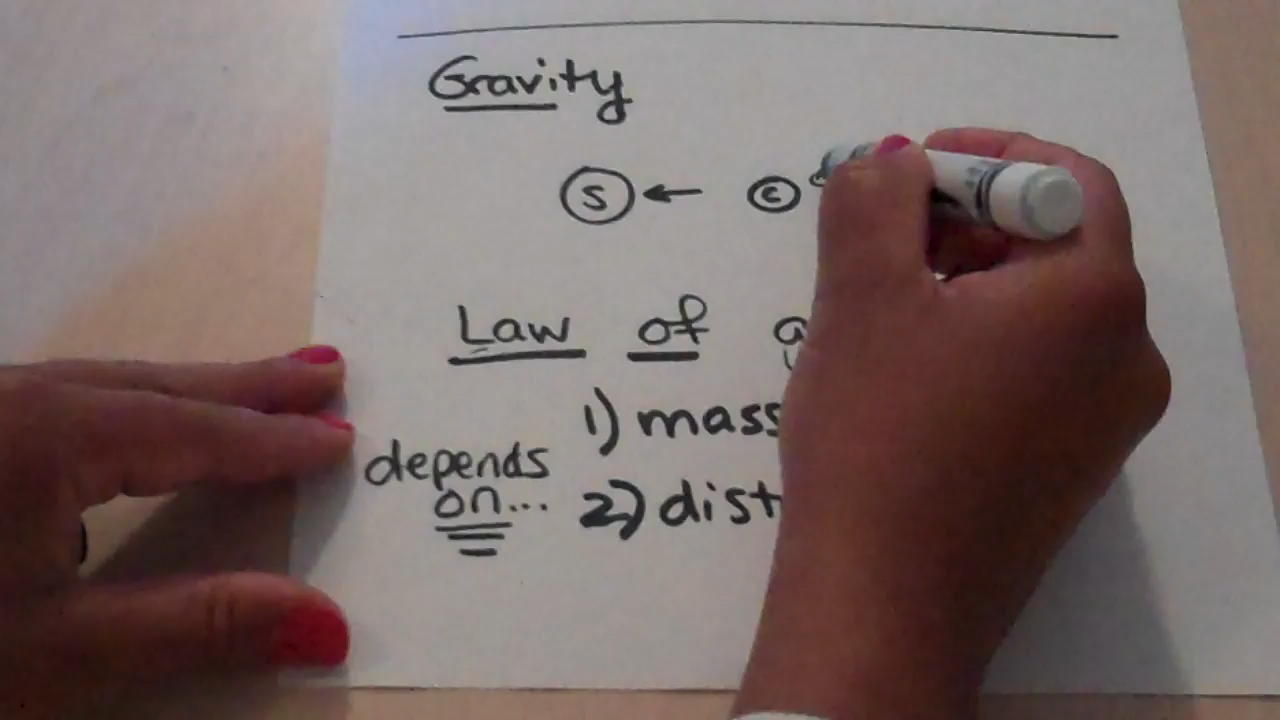 Gravity
S ← e
Law of g
1) mass
depends
on...
2) dist